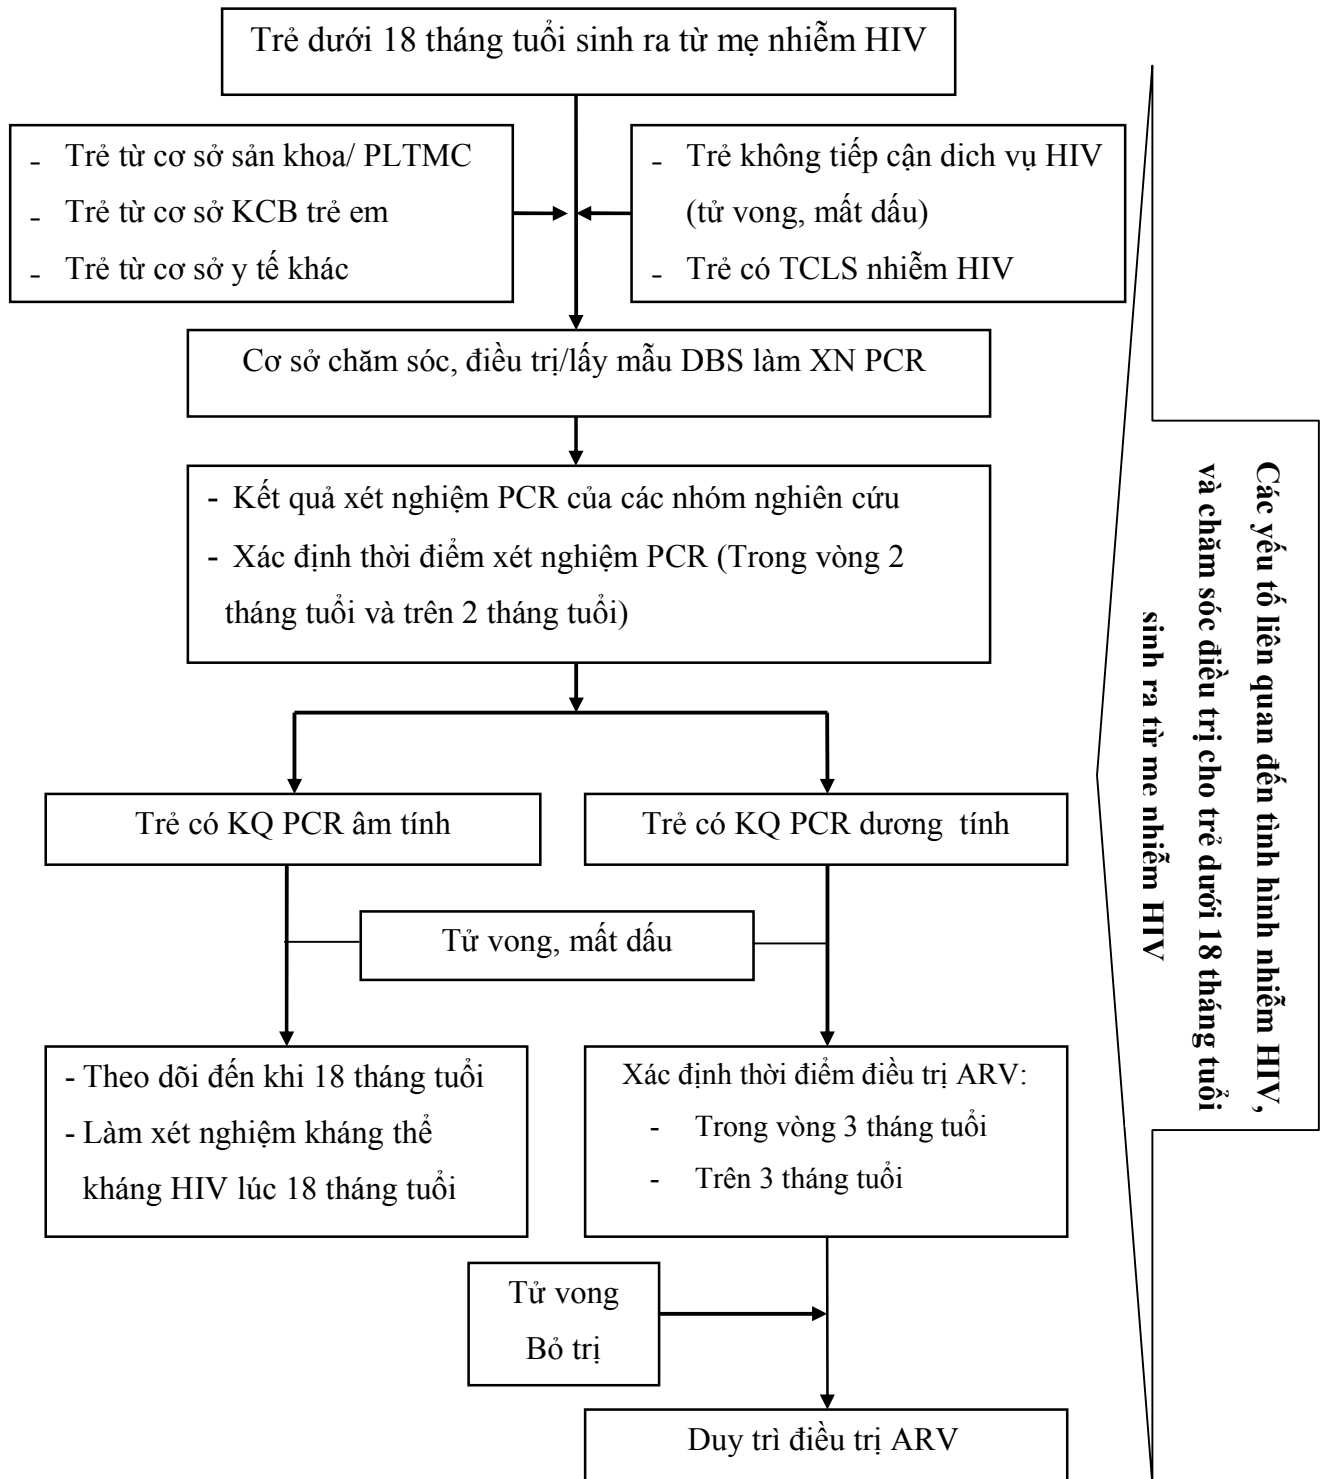 Trẻ dưới 18 tháng tuổi sinh ra từ mẹ nhiễm HIV
- Trẻ từ cơ sở sản khoa/ PLTMC
- Trẻ từ cơ sở KCB trẻ em
- Trẻ từ cơ sở y tế khác
- Trẻ không tiếp cận dich vụ HIV
(tử vong, mất dấu)
- Trẻ có TCLS nhiễm HIV
Cơ sở chăm sóc, điều trị/lấy mẫu DBS làm XN PCR
- Kết quả xét nghiệm PCR của các nhóm nghiên cứu
- Xác định thời điểm xét nghiệm PCR (Trong vòng 2
tháng tuổi và trên 2 tháng tuổi)
Trẻ có KQ PCR âm tính
Trẻ có KQ PCR dương tính
Tử vong, mất dấu
- Theo dõi đến khi 18 tháng tuổi
- Làm xét nghiệm kháng thể
kháng HIV lúc 18 tháng tuổi
Xác định thời điểm điều trị ARV:
- Trong vòng 3 tháng tuổi
- Trên 3 tháng tuổi
Tử vong
Bỏ trị
Duy trì điều trị ARV
Các yếu tố liên quan đến tình hình nhiễm HIV,
và chăm sóc điều trị cho trẻ dưới 18 tháng tuổi
sinh ra từ mẹ nhiễm HIV